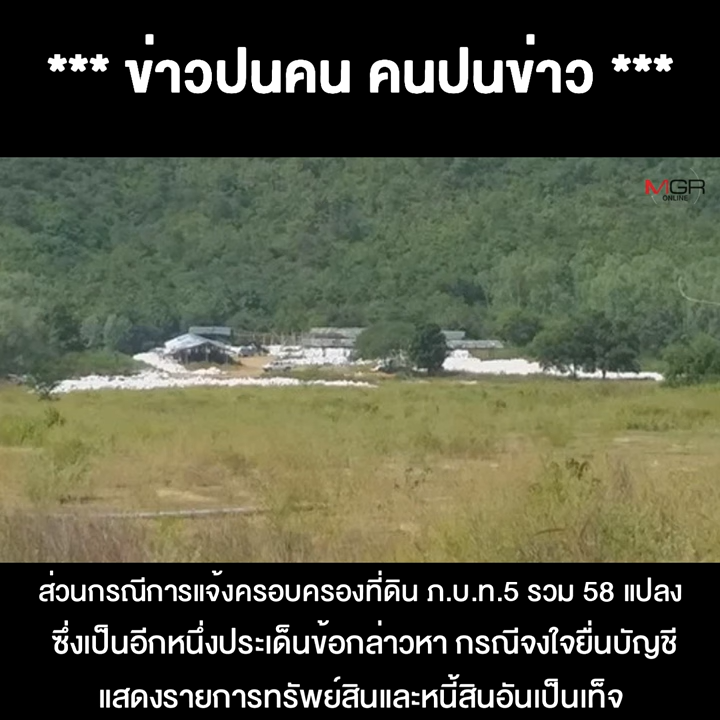 *** ข่าวปนคน คนปนข่าว ***
MGR
ONLINE
ส่วนกรณีการแจ้งครอบครองที่ดิน ภ.บ.ท.5 รวม 58 แปลง
ซึ่งเป็นอีกหนึ่งประเด็นข้อกล่าวหา กรณีจงใจยื่นบัญชี
แสดงรายการทรัพย์สินและหนี้สินอันเป็นเท็จ